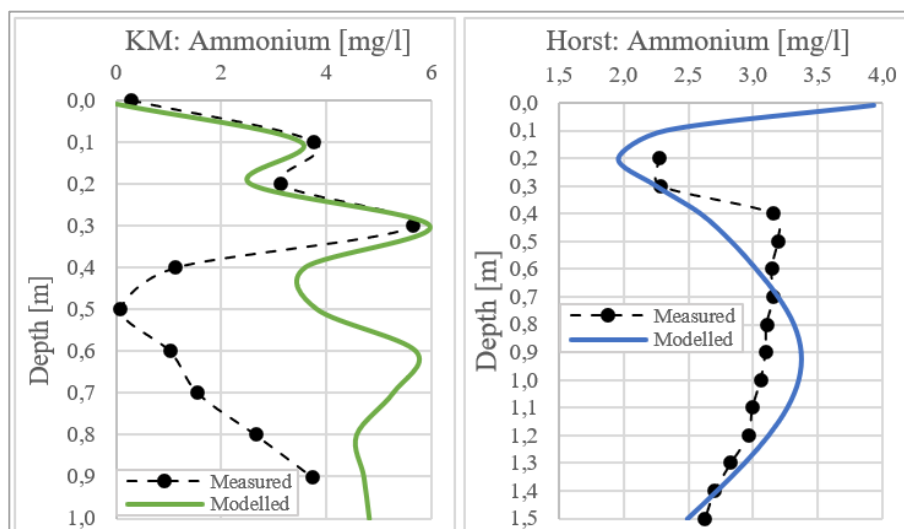 KM: Ammonium [mg/l]
0 2 4 6
0,0
0,1
0,2
0,3
0,4
0,5
0,6
0,7
0,8
0,9
1,0
Depth [m]
Measured
Modelled
Horst: Ammonium [mg/l]
1,5 2,0 2,5 3,0 3,5 4,0
0,0
0,1
0,2
0,3
0,4
0,5
0,6
0,7
0,8
0,9
1,0
1,1
1,2
1,3
1,4
1,5
Depth [m]
Measured
Modelled